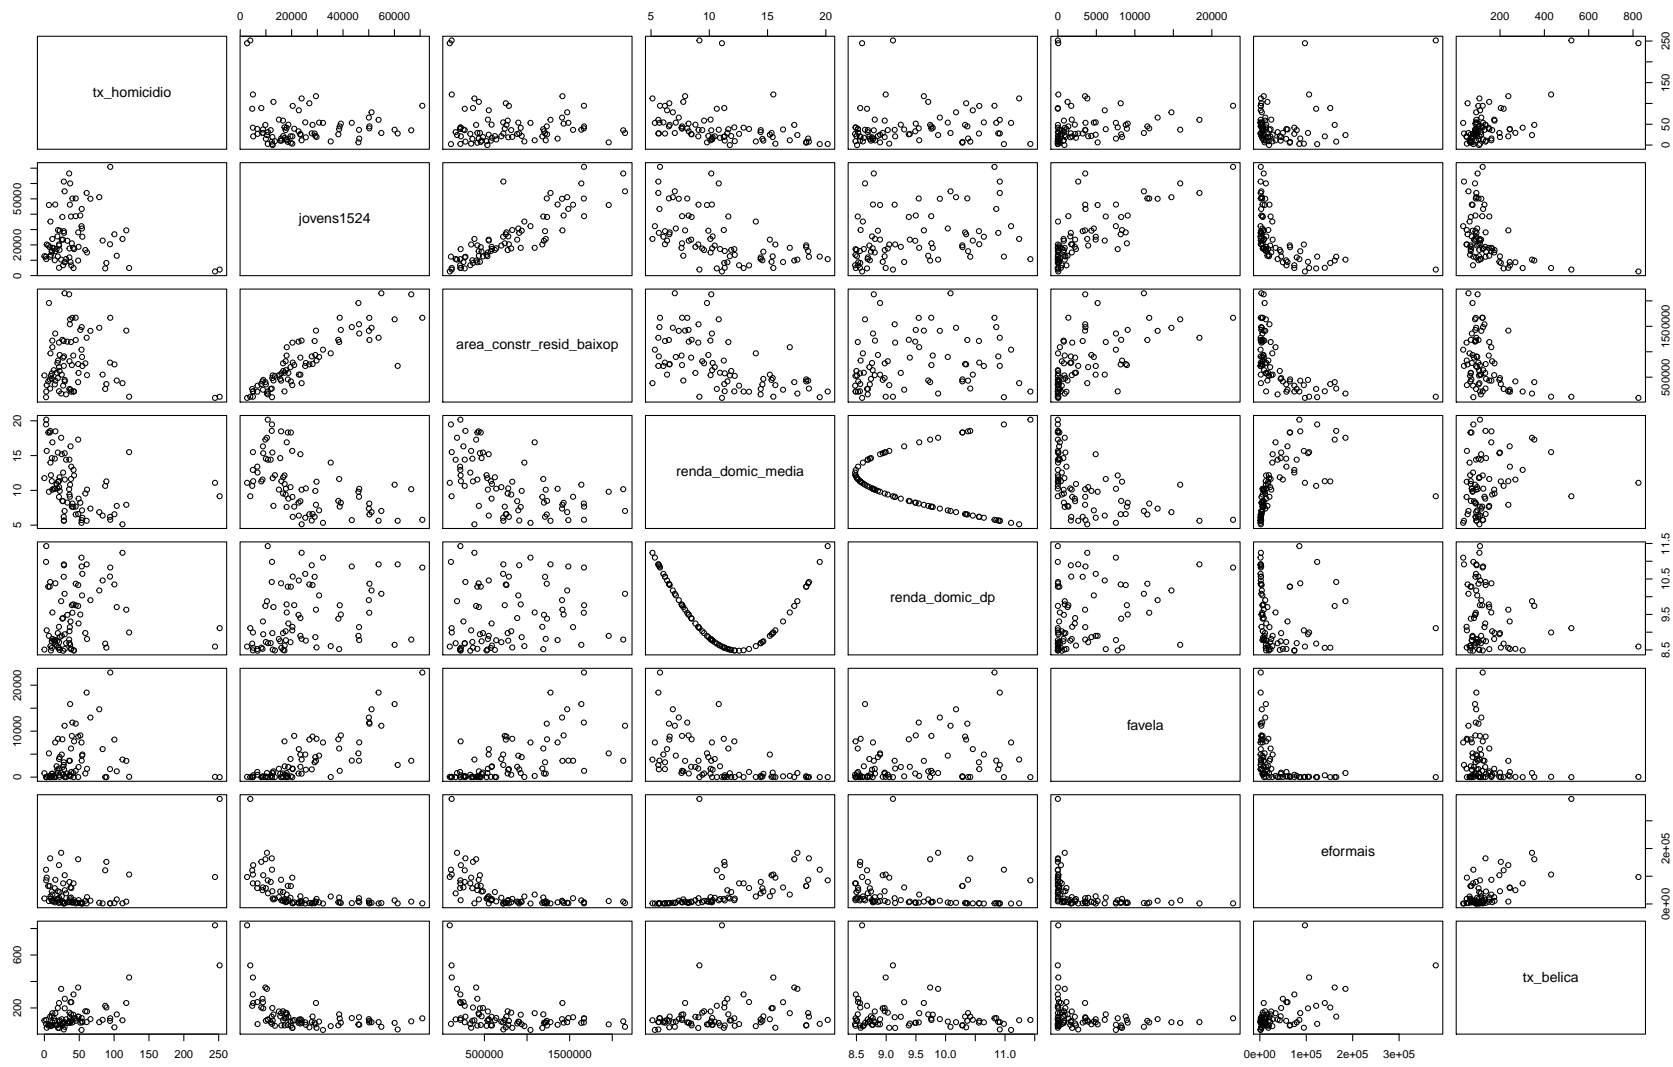 0 20000 40000 60000 5 10 15 20 0 5000 10000 20000 200 400 600 800
tx_homicidio 0 50 100 150 250
0 20000 50000 jovens1524
area_constr_resid_baixop 500000 1500000
5 10 15 20 renda_domic_media
renda_domic_dp 8.5 9.5 10.5 11.5
0 10000 20000 favela
eformais 0e+00 2e+05
200 600 tx_belica
0 50 100 150 200 250 500000 1500000 8.5 9.0 9.5 10.0 11.0 0e+00 1e+05 2e+05 3e+05